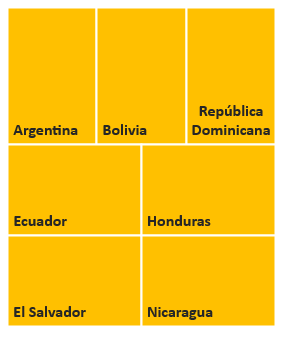 Argentina
Bolivia
República
Dominicana
Ecuador
Honduras
El Salvador
Nicaragua